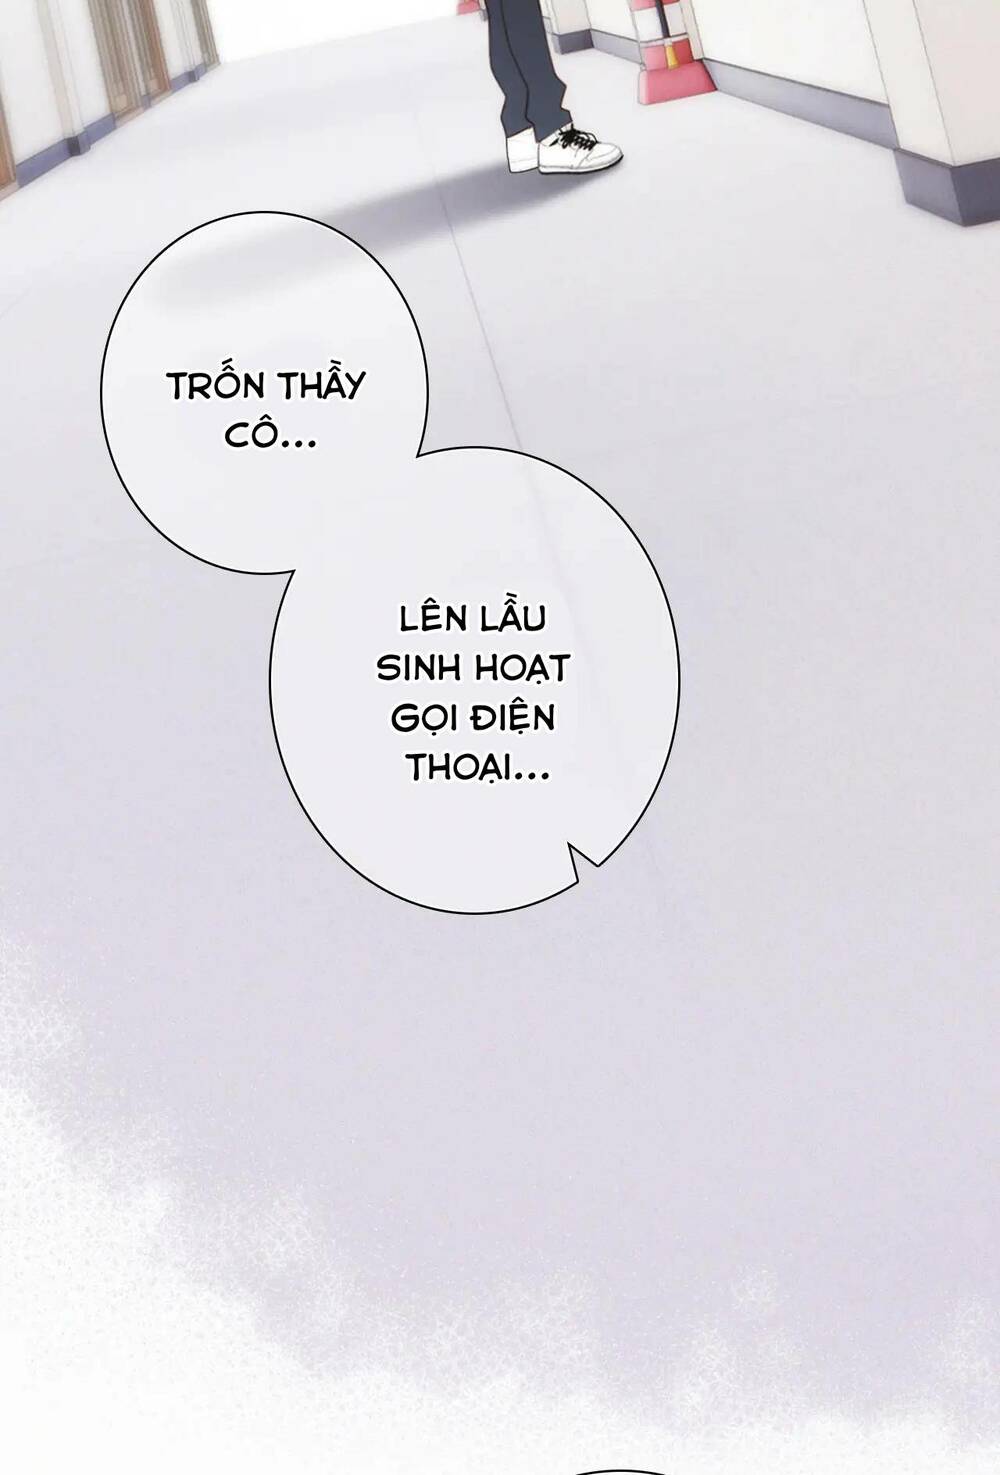 TRỐN THẦY
CÔ...
LÊN LẦU
SINH HOẠT
GỌI ĐIỆN
THOẠI...